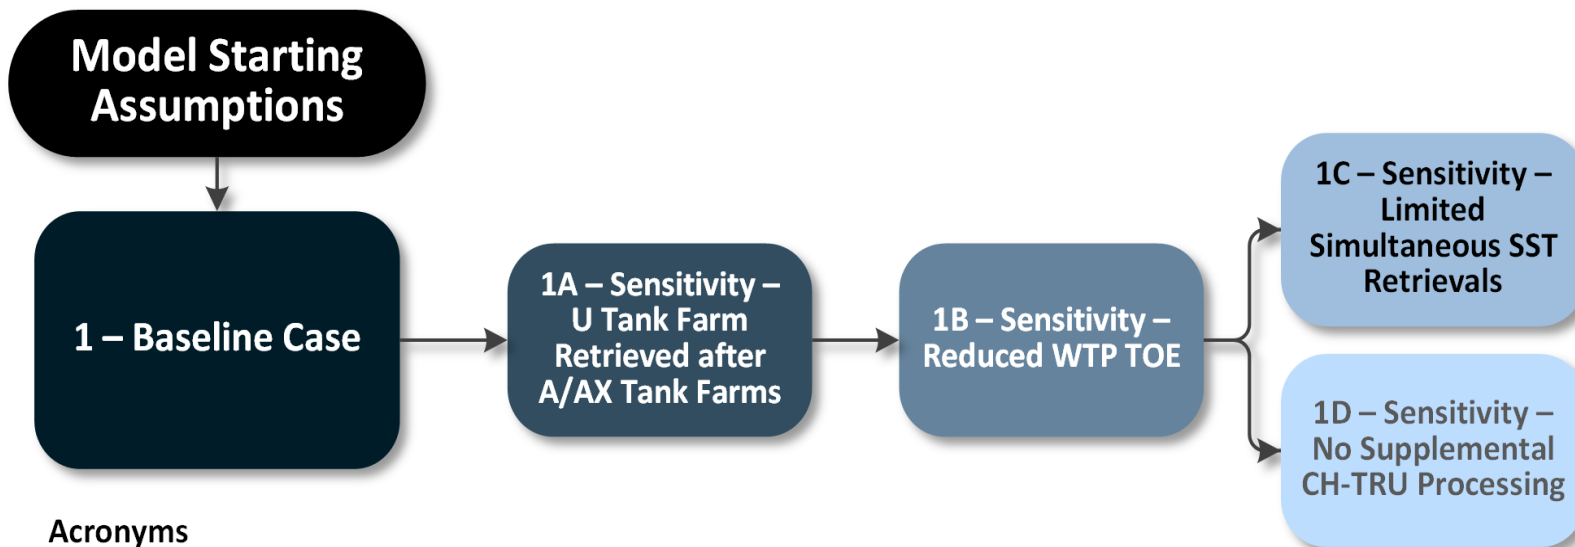 Model Starting
Assumptions
1 – Baseline Case
1A – Sensitivity –
U Tank Farm
Retrieved after
A/AX Tank Farms
1B – Sensitivity –
Reduced WTP TOE
1C – Sensitivity –
Limited
Simultaneous SST
Retrievals
1D – Sensitivity –
No Supplemental
CH-TRU Processing
Acronyms